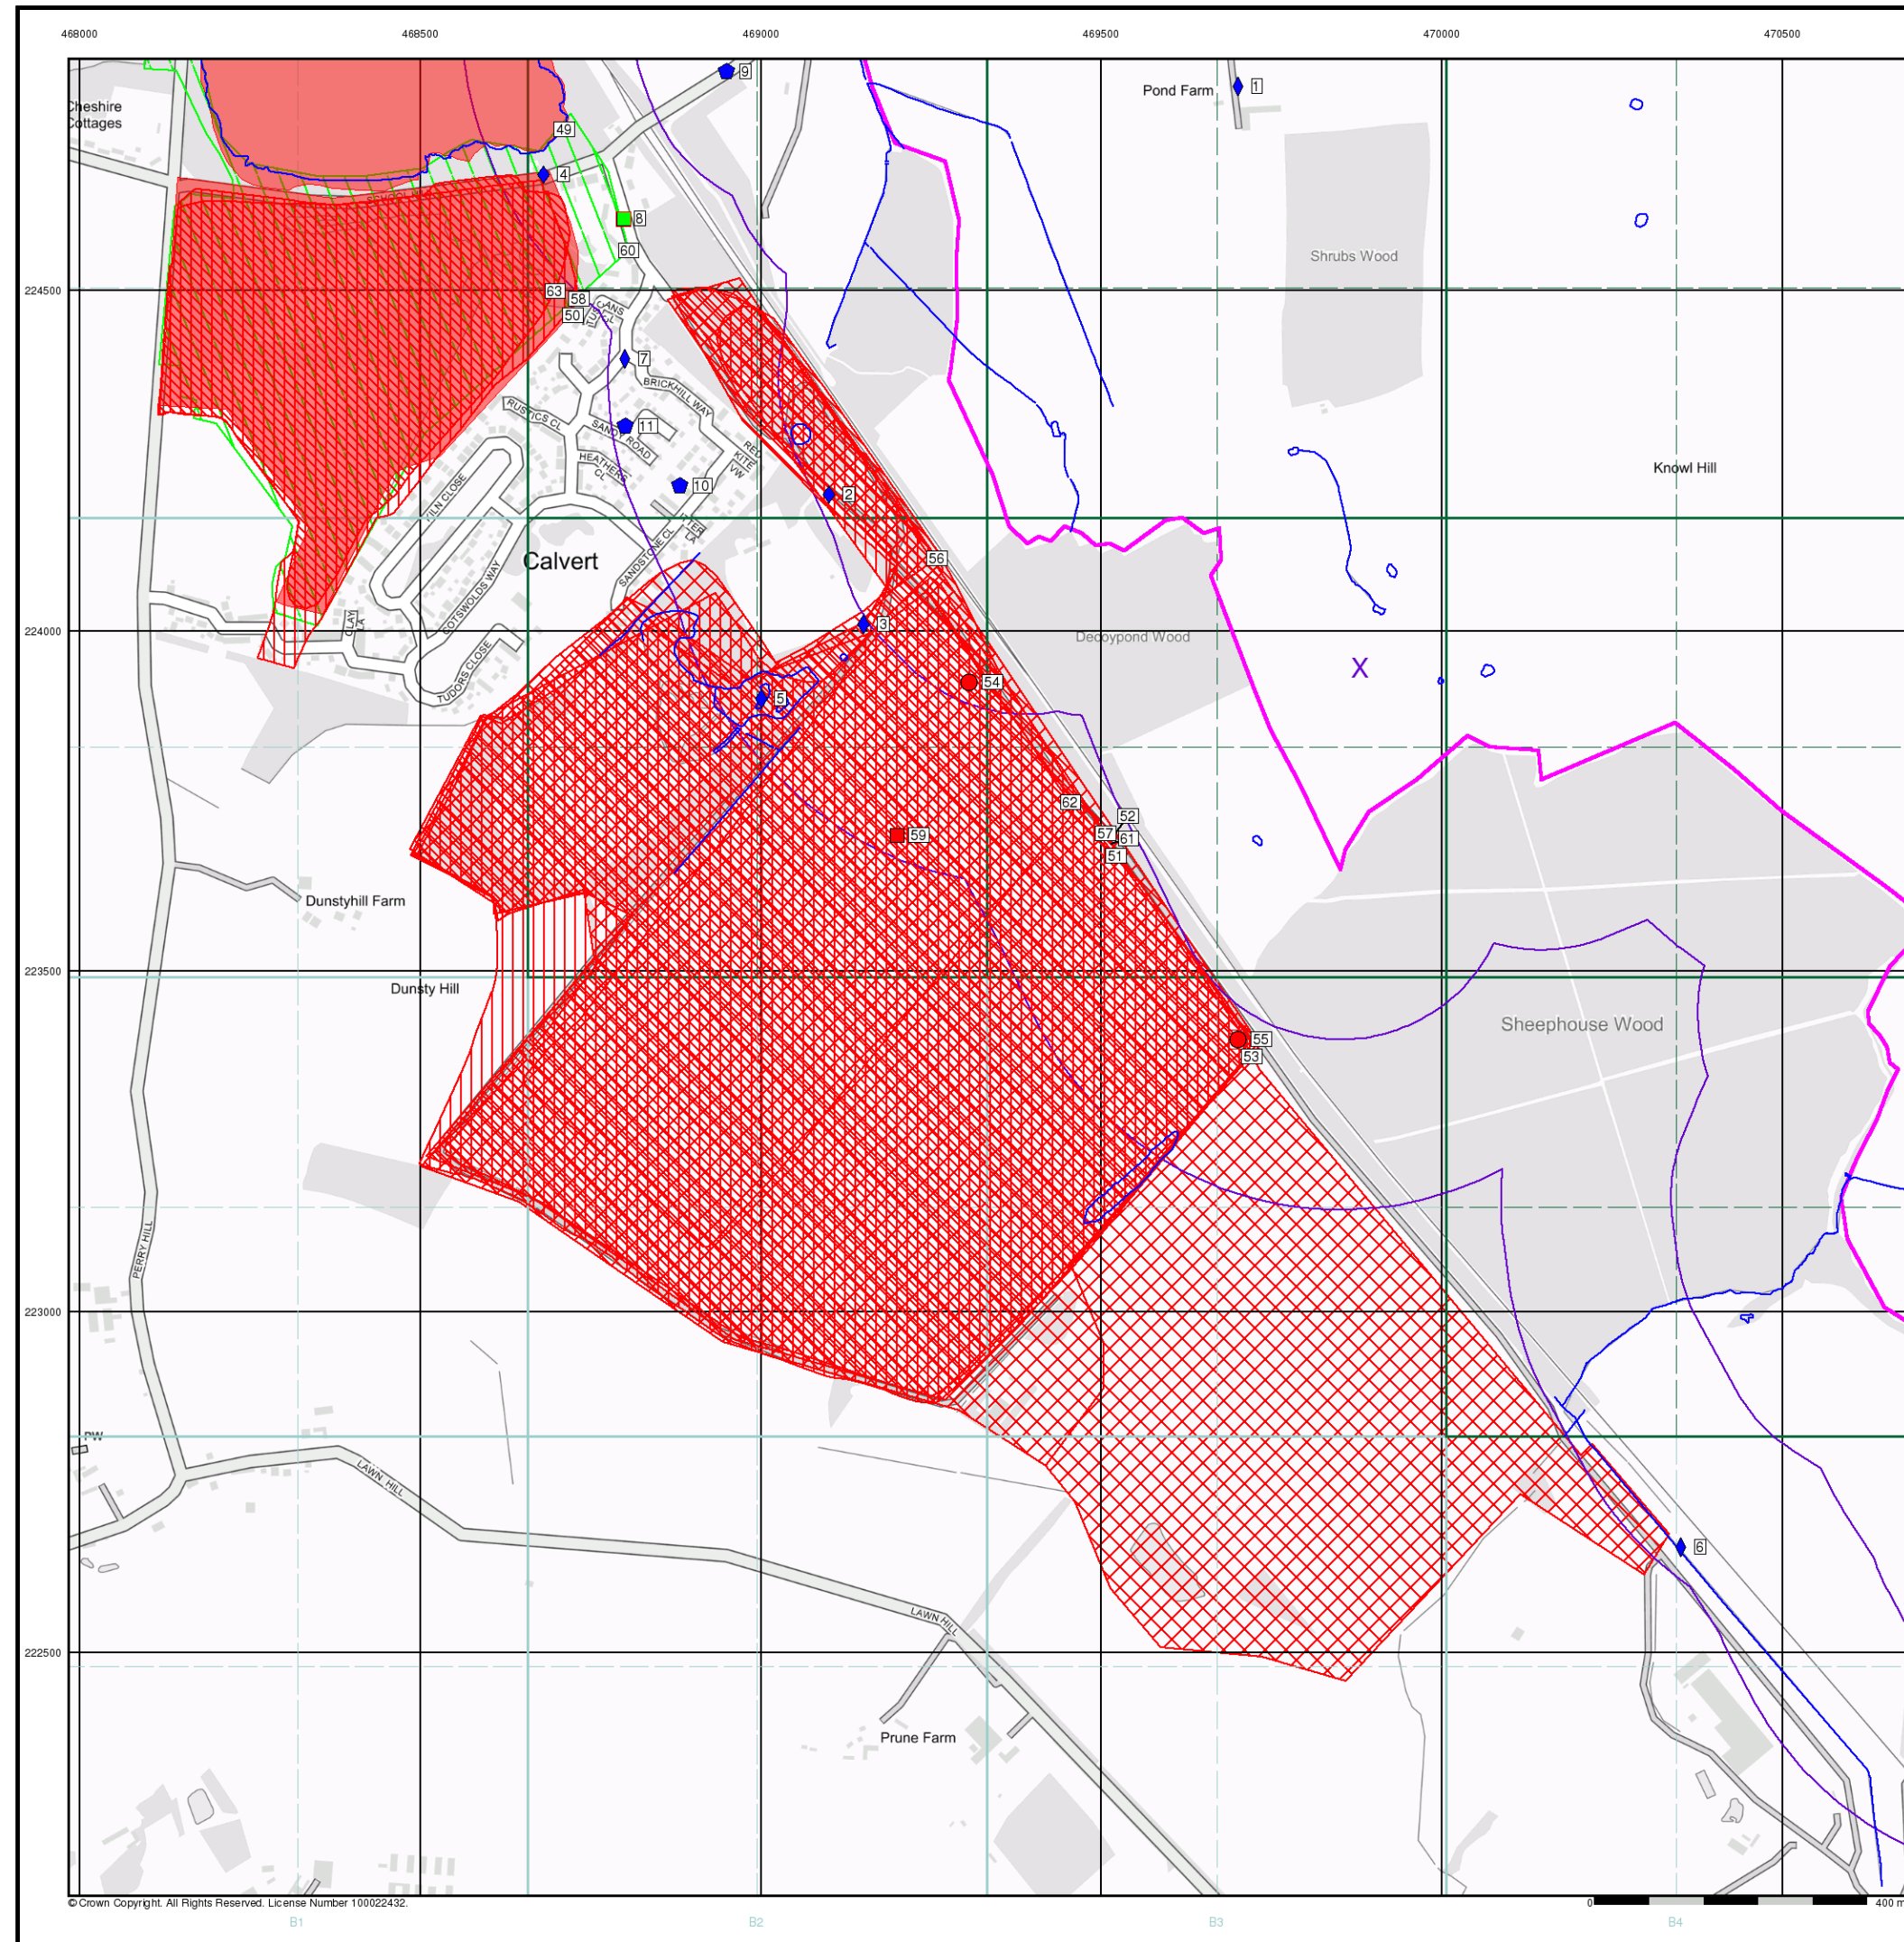 468000 468500 469000 469500 470000 470500
9
Pond Farm
1
Cheshire
Cottages
49
4
8
60
Shrubs Wood
224500
63
58
50
7
BRICKHILL WAY
RUSTICS CL
11
SANDY ROAD
HEATHERS
CL
RED
KITE
VW
Knowl Hill
10
2
KILN CLOSE
Calvert
SANDSTONE CL
56
COTSWOLDS WAY
CLAY
LA
3
224000
Decoypond Wood
X
TUDORS CLOSE
54
5
62
52
57
61
59
51
Dunstyhill Farm
223500
Dunsty Hill
Sheephouse Wood
55
53
PERRY HILL
223000
PW
LAWN HILL
6
LAWN HILL
222500
Prune Farm
© Crown Copyright. All Rights Reserved. License Number 100022432.
0 400 m
B1 B2 B3 B4